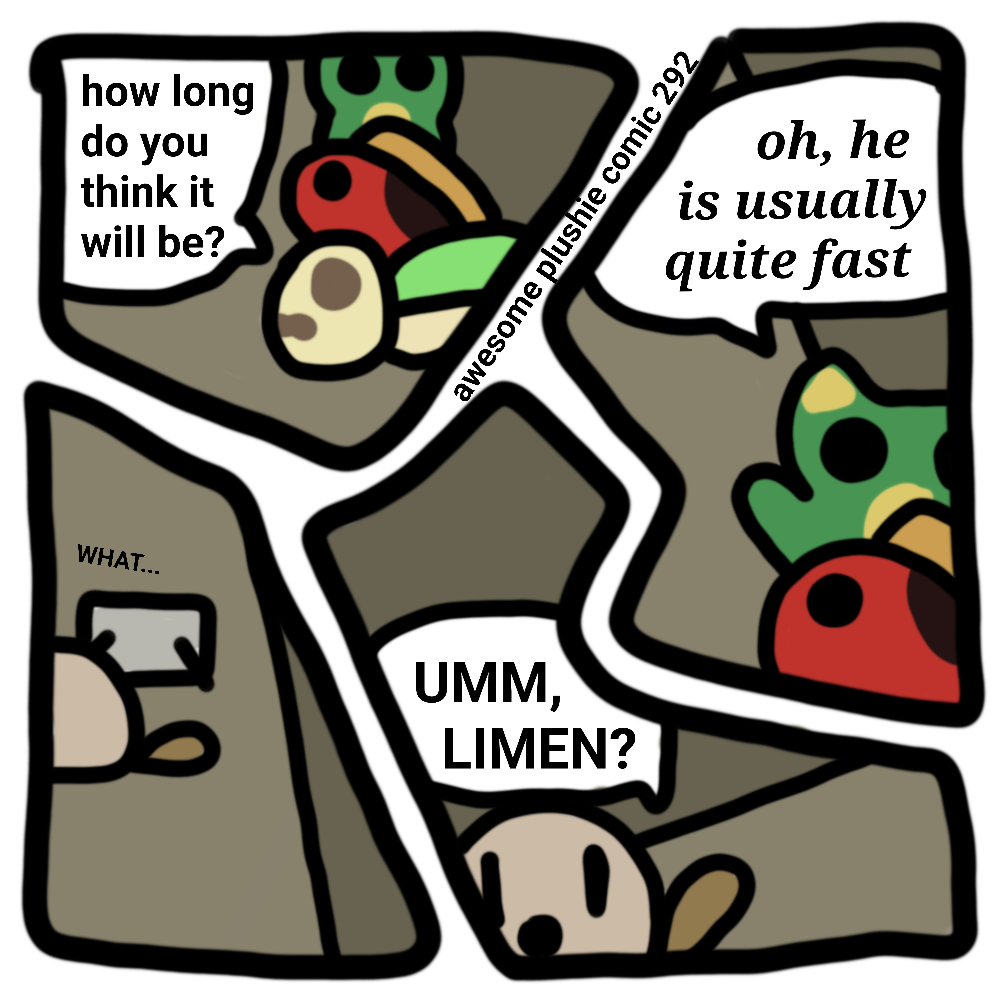 how long
do you
think it
will be?
awesome plushie comic 292
oh, he
is usually
quite fast
WHAT...
UMM,
LIMEN?